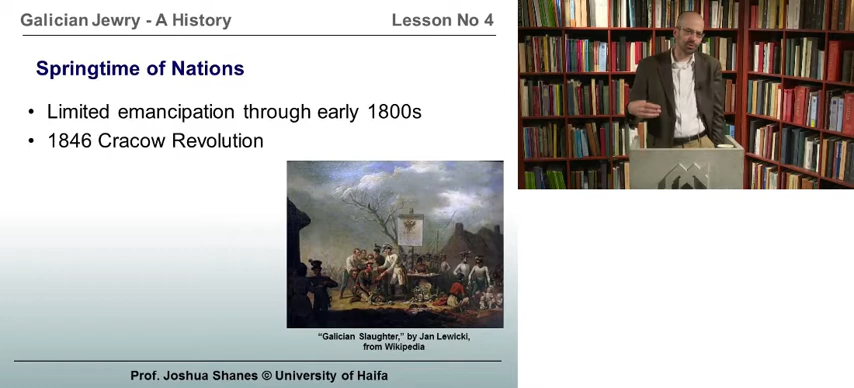 Galician Jewry - A History
Lesson No 4
Springtime of Nations
• Limited emancipation through early 1800s
• 1846 Cracow Revolution
“Galician Slaughter,” by Jan Lewicki,
from Wikipedia
Prof. Joshua Shanes © University of Haifa